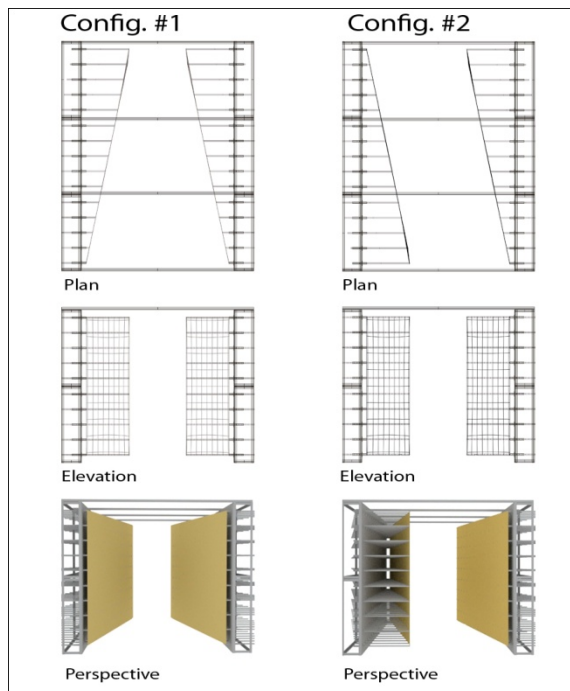 Config. #1
Config. #2
Plan
Plan
Elevation
Elevation
Perspective
Perspective